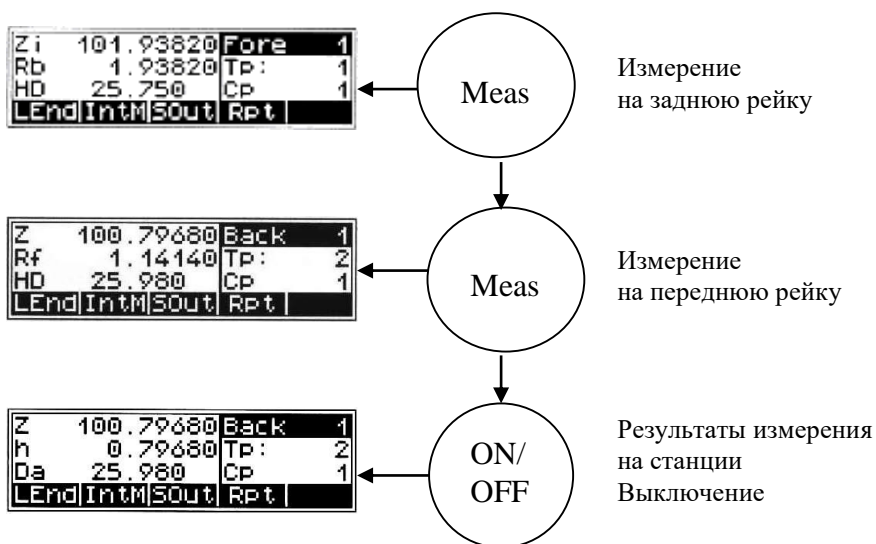 Zi 101.93820 Fore 1
Rb 1.93820 Tp: 1
HD 25.750 Cp 1
LEnd IntM SOut Rpt
Meas
Измерение
на заднюю рейку
Z 100.79680 Back 1
Rf 1.14140 Tp: 2
HD 25.980 Cp 1
LEnd IntM SOut Rpt
Meas
Измерение
на переднюю рейку
Z 100.79680 Back 1
h 0.79680 Tp: 2
Da 25.980 Cp 1
LEnd IntM SOut Rpt
ON/
OFF
Результаты измерения
на станции
Выключение